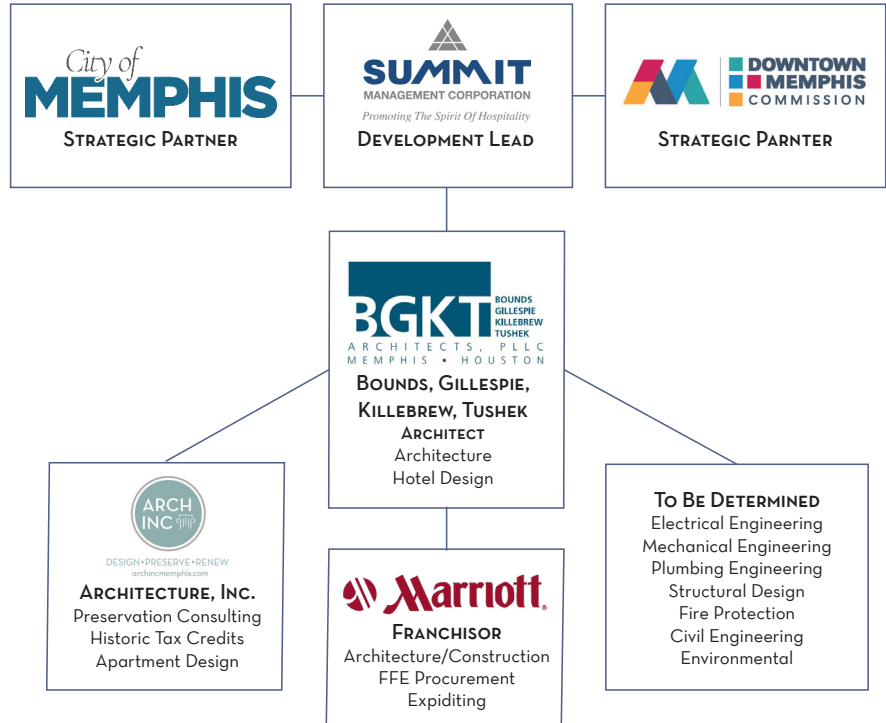 City of
MEMPHIS
STRATEGIC PARTNER
SUMMIT
MANAGEMENT CORPORATION
Promoting The Spirit Of Hospitality
DEVELOPMENT LEAD
DOWNTOWN
MEMPHIS
COMMISSION
STRATEGIC PARNTER
BGKT
BOUNDS
GILLESPIE
KILLEBREW
TUSHEK
ARCHITECTS, PLLC
MEMPHIS • HOUSTON
BOUNDS, GILLESPIE,
KILLEBREW, TUSHEK
ARCHITECT
Architecture
Hotel Design
ARCH
INC
DESIGN•PRESERVE•RENEW
archincmemphis.com
ARCHITECTURE, INC.
Preservation Consulting
Historic Tax Credits
Apartment Design
Marriott
FRANCHISOR
Architecture/Construction
FFE Procurement
Expiditing
TO BE DETERMINED
Electrical Engineering
Mechanical Engineering
Plumbing Engineering
Structural Design
Fire Protection
Civil Engineering
Environmental